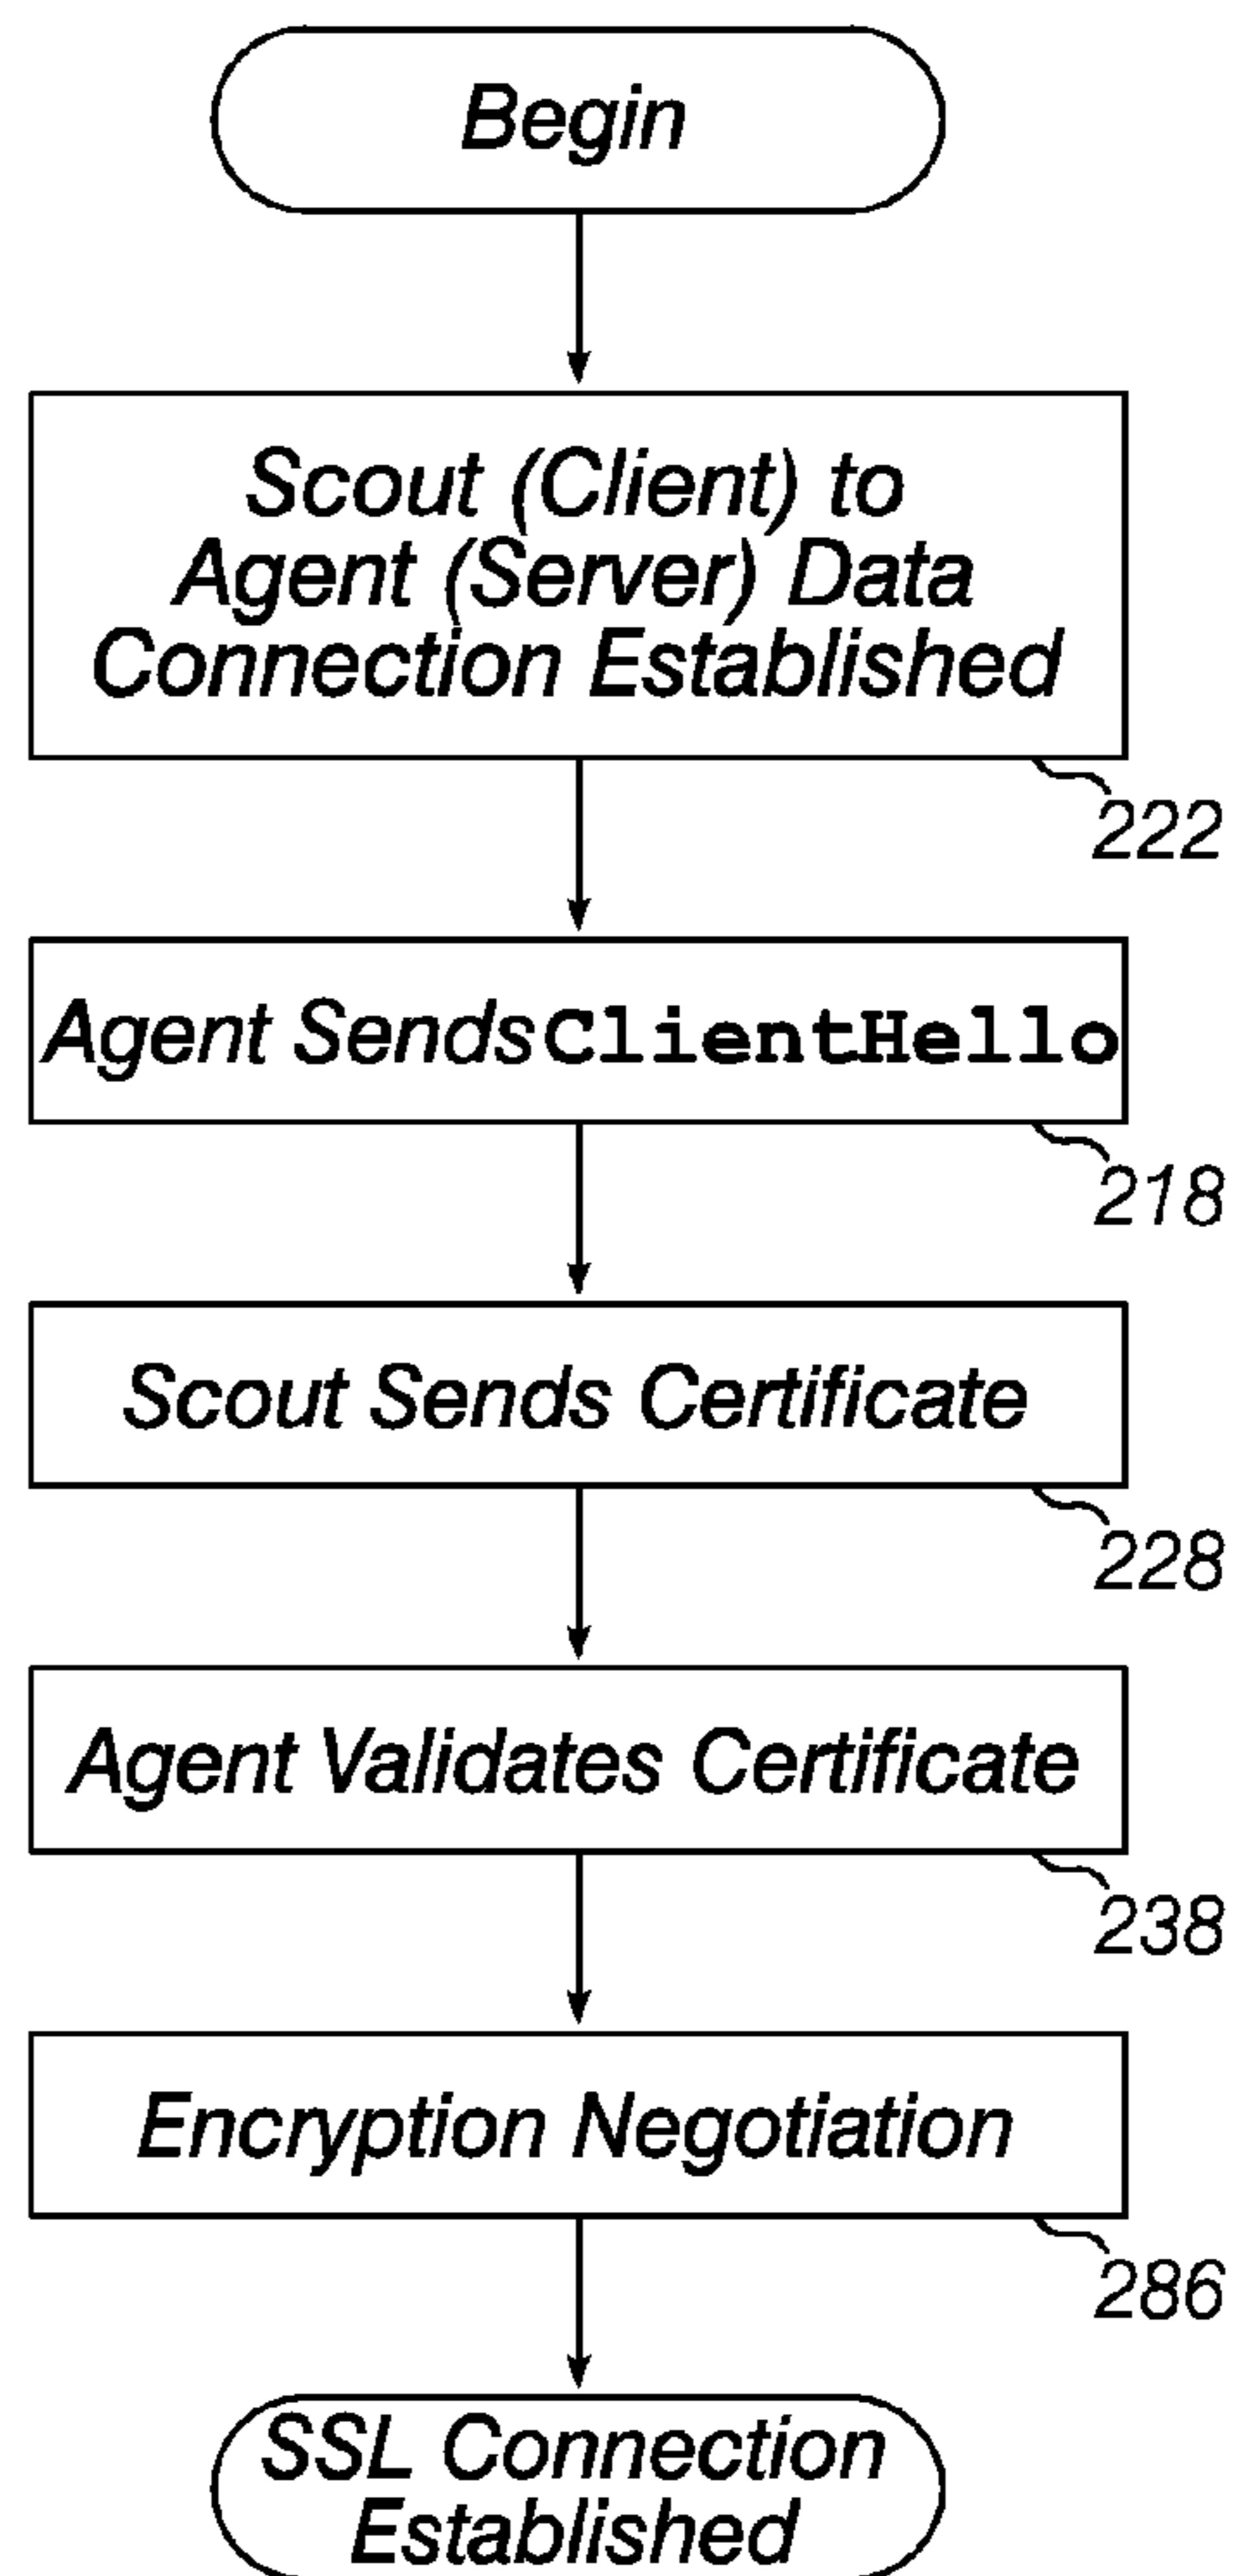 Begin
Scout (Client) to
Agent (Server) Data
Connection Established
222
Agent Sends ClientHello
218
Scout Sends Certificate
228
Agent Validates Certificate
238
Encryption Negotiation
286
SSL Connection
Established